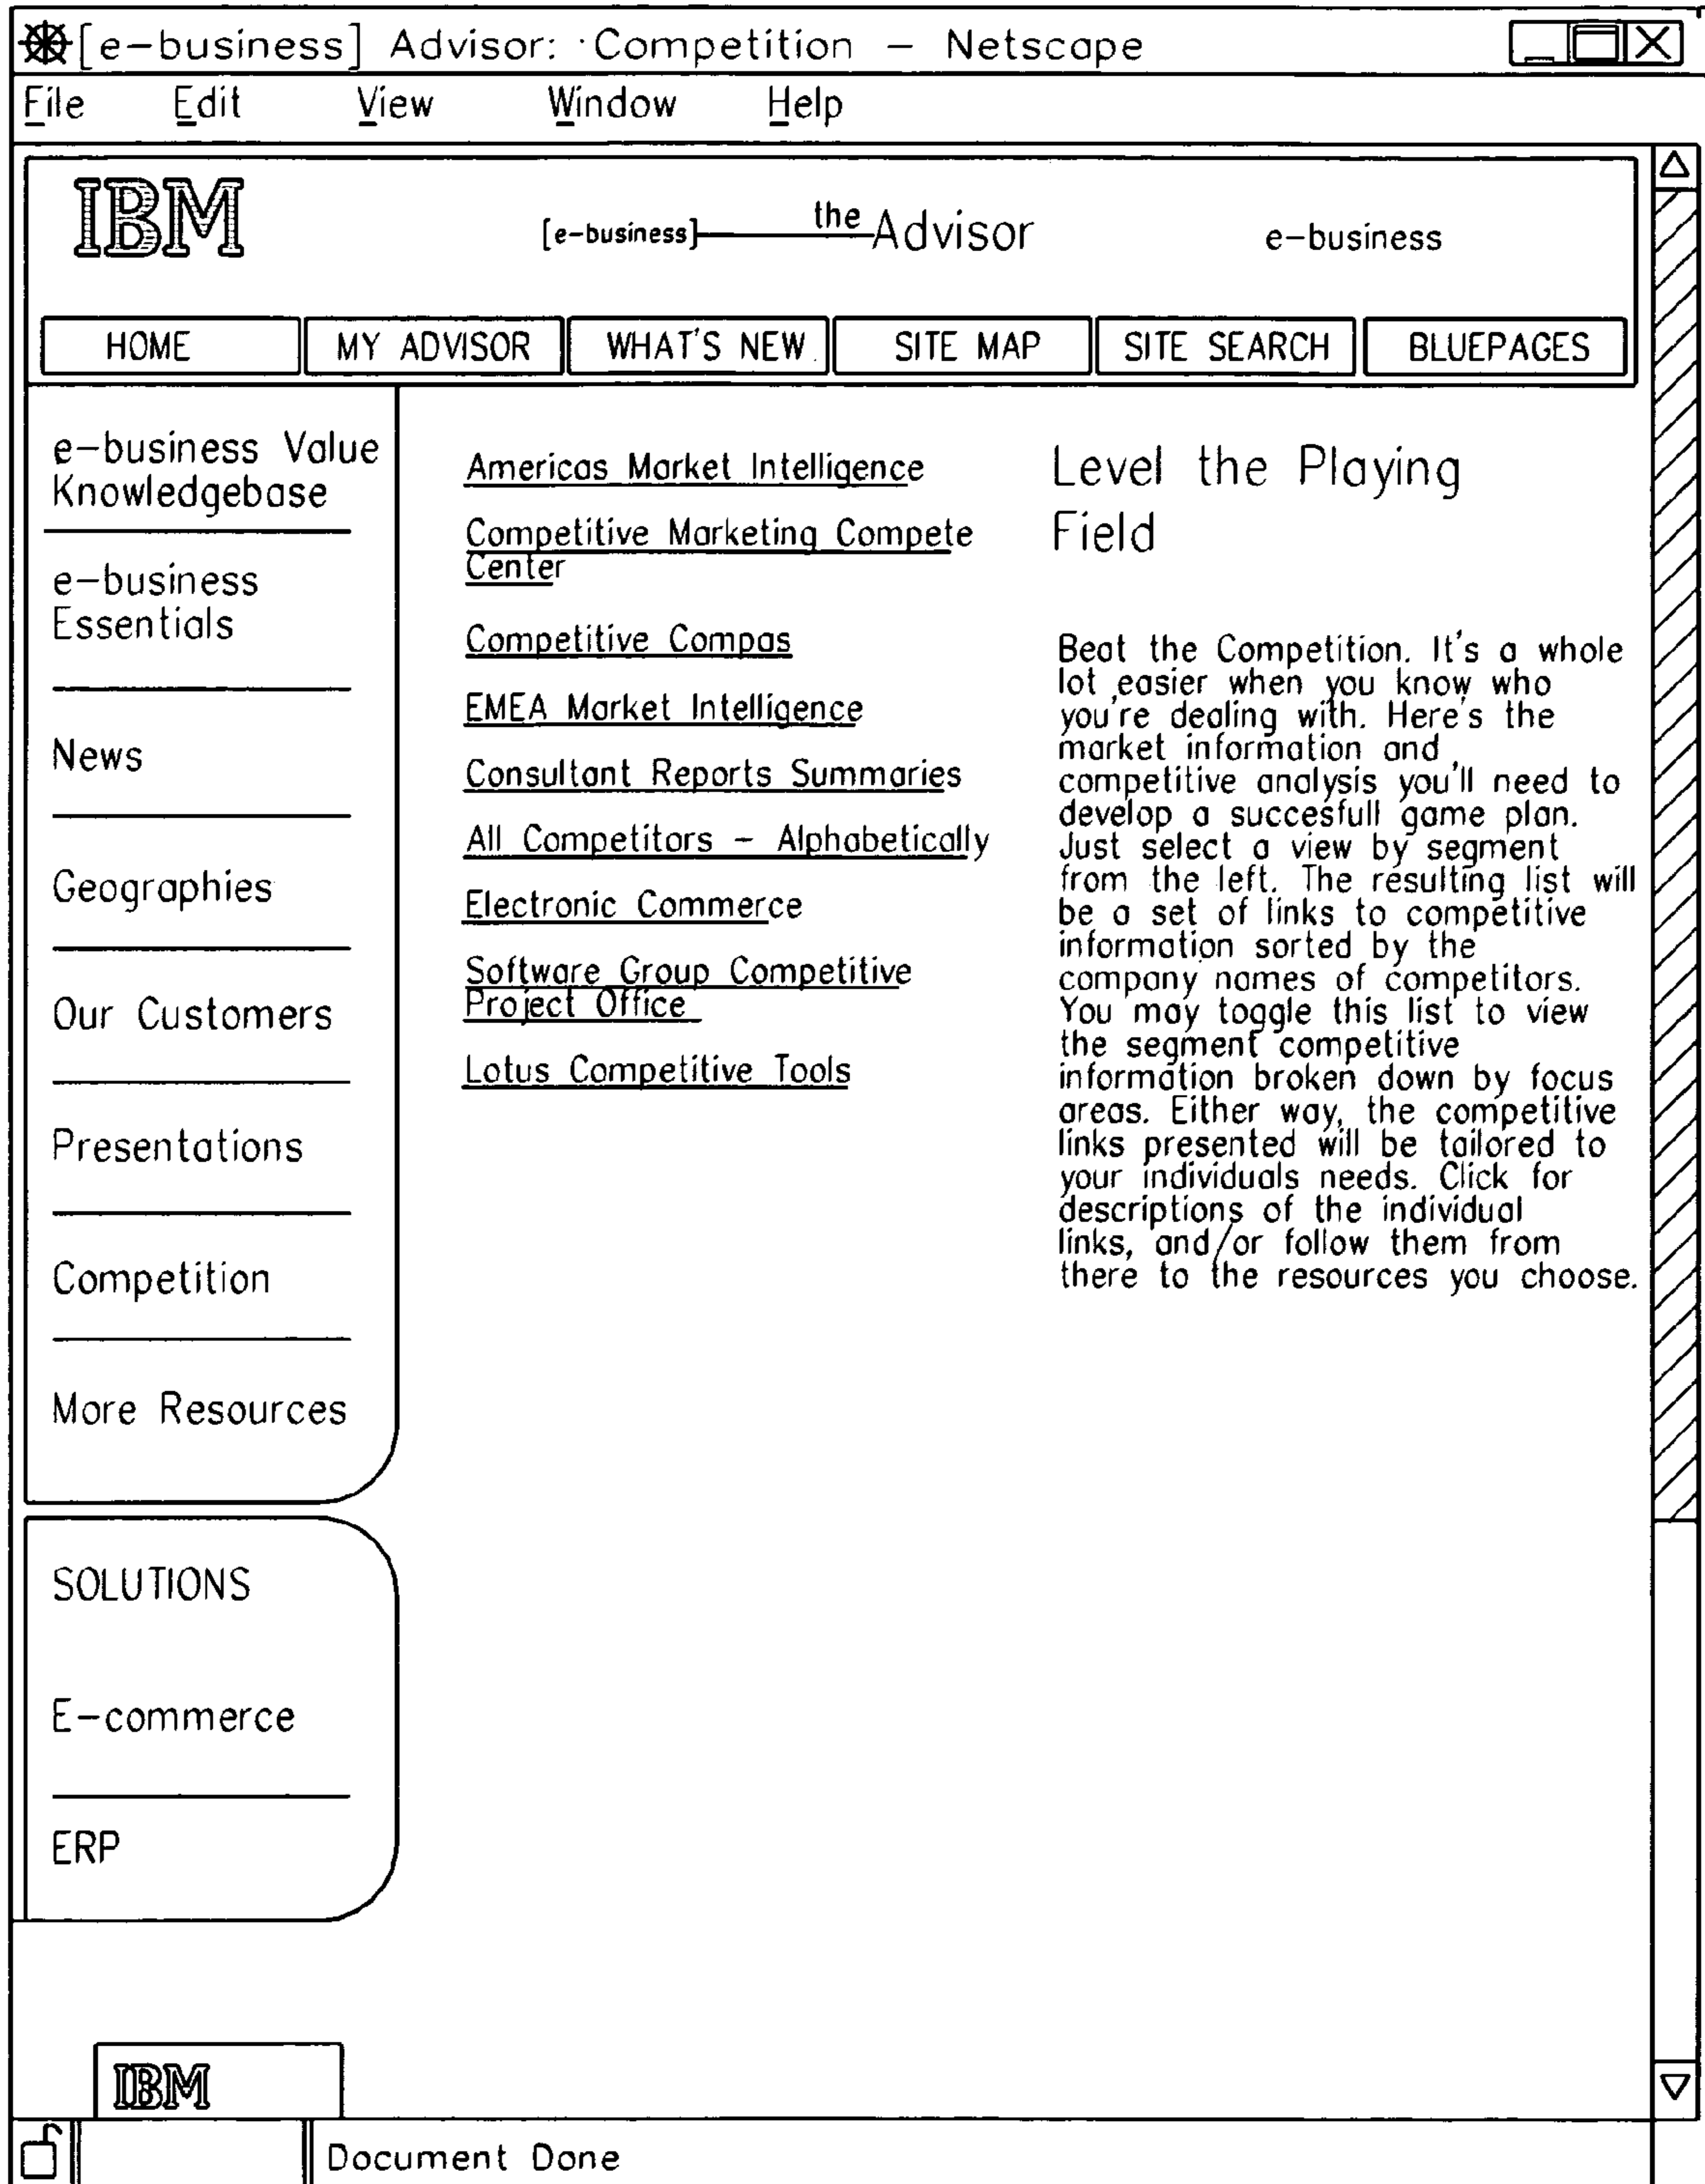 [e-business] Advisor: Competition – Netscape
File Edit View Window Help
IBM
[e-business] the Advisor
e-business
HOME MY ADVISOR WHAT'S NEW SITE MAP SITE SEARCH BLUEPAGES
e-business Value
Knowledgebase
e-business
Essentials
News
Geographies
Our Customers
Presentations
Competition
More Resources
SOLUTIONS
E-commerce
ERP
Americas Market Intelligence
Competitive Marketing Compete
Center
Competitive Compas
EMEA Market Intelligence
Consultant Reports Summaries
All Competitors – Alphabetically
Electronic Commerce
Software Group Competitive
Project Office
Lotus Competitive Tools
Level the Playing
Field
Beat the Competition. It's a whole
lot easier when you know who
you're dealing with. Here's the
market information and
competitive analysis you'll need to
develop a succesfull game plan.
Just select a view by segment
from the left. The resulting list will
be a set of links to competitive
information sorted by the
company names of competitors.
You may toggle this list to view
the segment competitive
information broken down by focus
areas. Either way, the competitive
links presented will be tailored to
your individuals needs. Click for
descriptions of the individual
links, and/or follow them from
there to the resources you choose.
IBM
Document Done